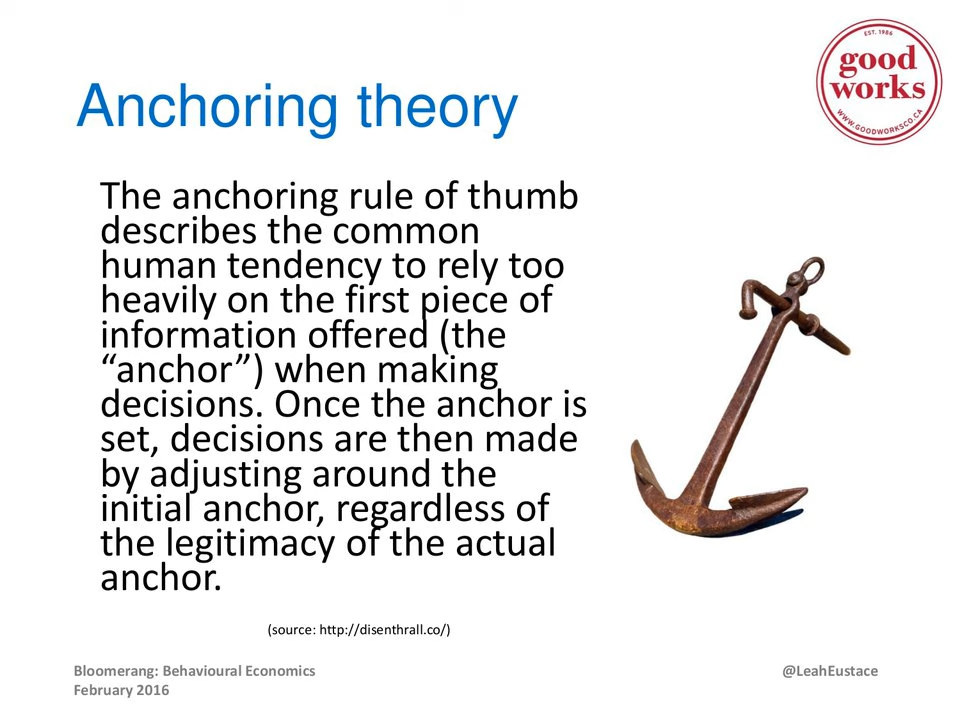 EST. 1986
good
works
WWW.GOODWORKSCO.CA
Anchoring theory
The anchoring rule of thumb
describes the common
human tendency to rely too
heavily on the first piece of
information offered (the
“anchor”) when making
decisions. Once the anchor is
set, decisions are then made
by adjusting around the
initial anchor, regardless of
the legitimacy of the actual
anchor.
(source: http://disenthrall.co/)
Bloomerang: Behavioural Economics
February 2016
@LeahEustace